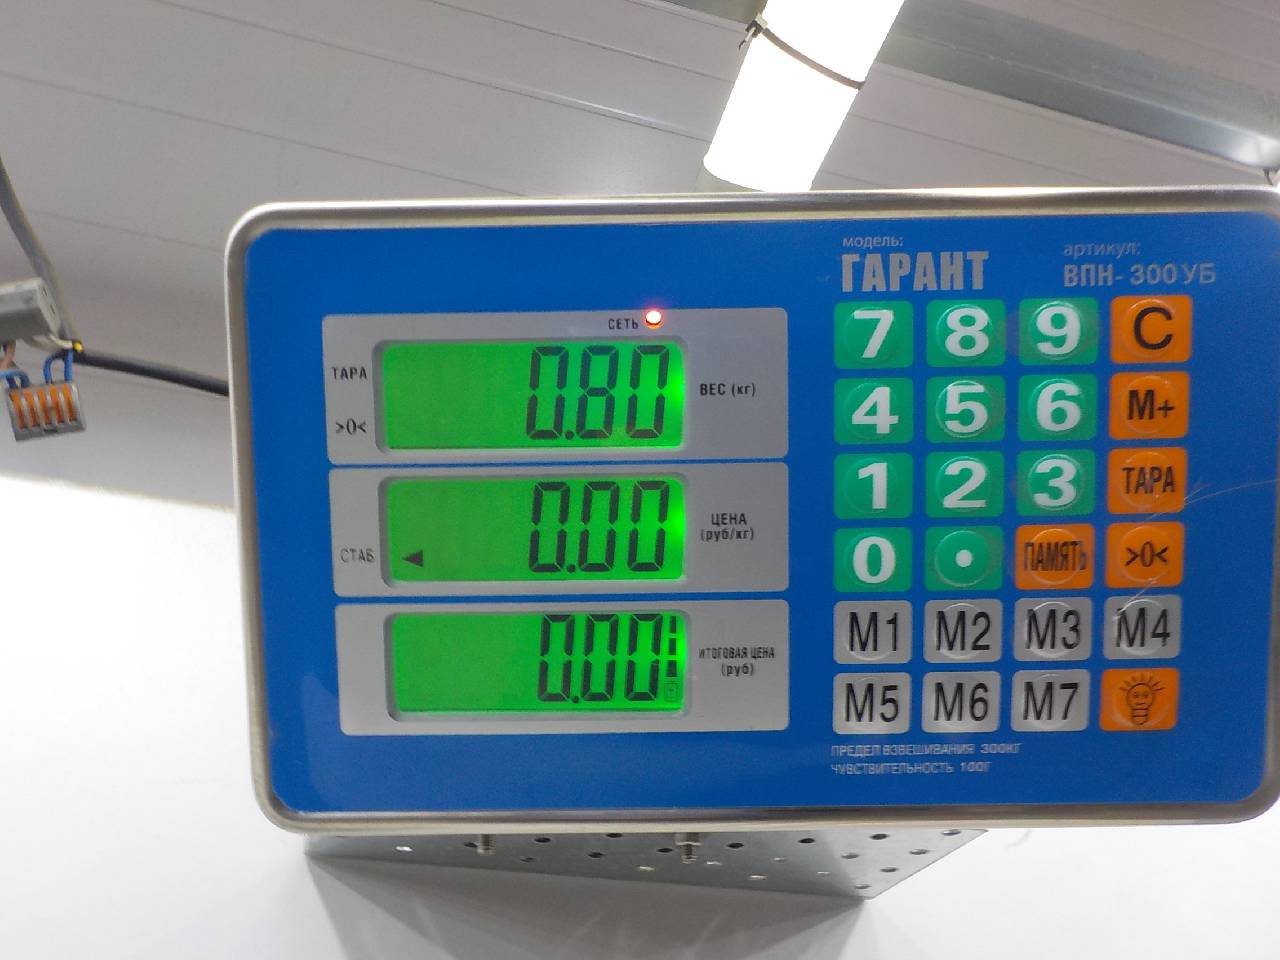 модель:
ГАРАНТ
артикул:
ВПН-300УБ
СЕТЬ
ТАРА
>0<
0.80
ВЕС (кг)
СТАБ
0.00
ЦЕНА
(руб/кг)
0.00
ИТОГОВАЯ ЦЕНА
(руб)
7 8 9 C
4 5 6 M+
1 2 3 ТАРА
0 • ПАМЯТЬ >0<
M1 M2 M3 M4
M5 M6 M7
ПРЕДЕЛ ВЗВЕШИВАНИЯ 300КГ
ЧУВСТВИТЕЛЬНОСТЬ 100Г